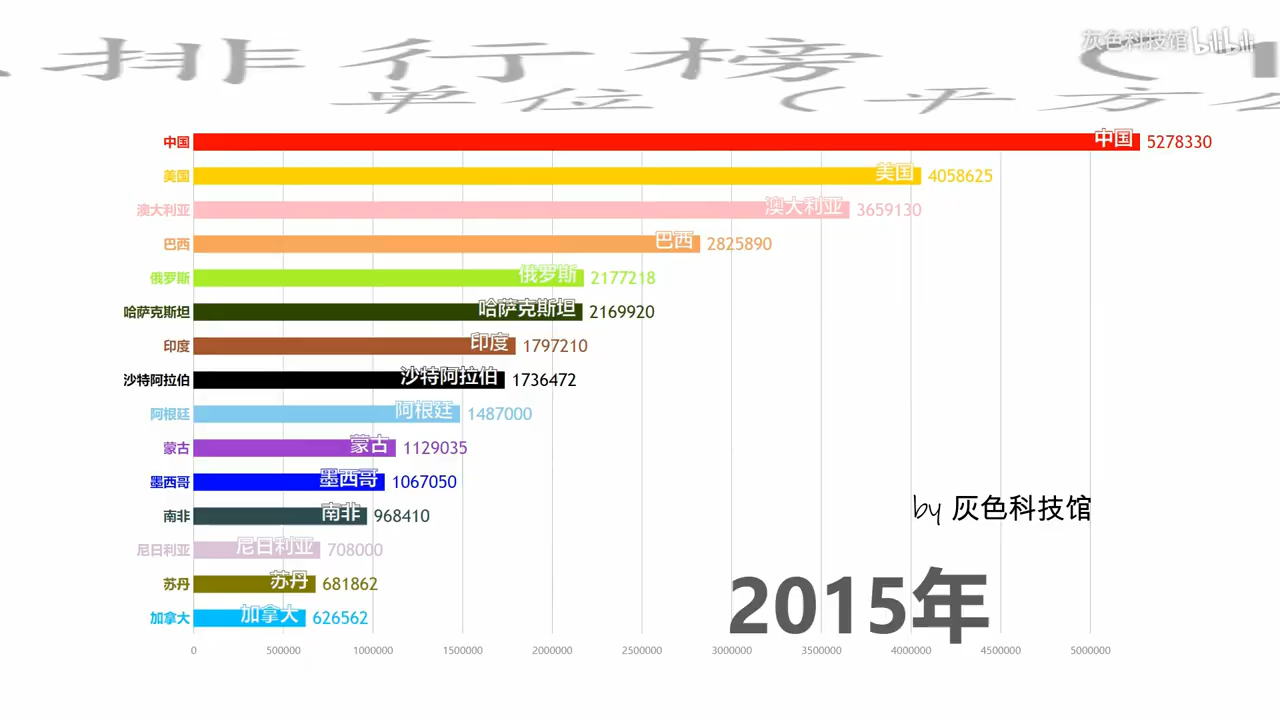 排行榜（1
灰色科技馆 bilibili
单位（平方公
中国 中国 5278330
美国 美国 4058625
澳大利亚 澳大利亚 3659130
巴西 巴西 2825890
俄罗斯 俄罗斯 2177218
哈萨克斯坦 哈萨克斯坦 2169920
印度 印度 1797210
沙特阿拉伯 沙特阿拉伯 1736472
阿根廷 阿根廷 1487000
蒙古 蒙古 1129035
墨西哥 墨西哥 1067050
南非 南非 968410
尼日利亚 尼日利亚 708000
苏丹 苏丹 681862
加拿大 加拿大 626562
by 灰色科技馆
2015年
0 500000 1000000 1500000 2000000 2500000 3000000 3500000 4000000 4500000 5000000